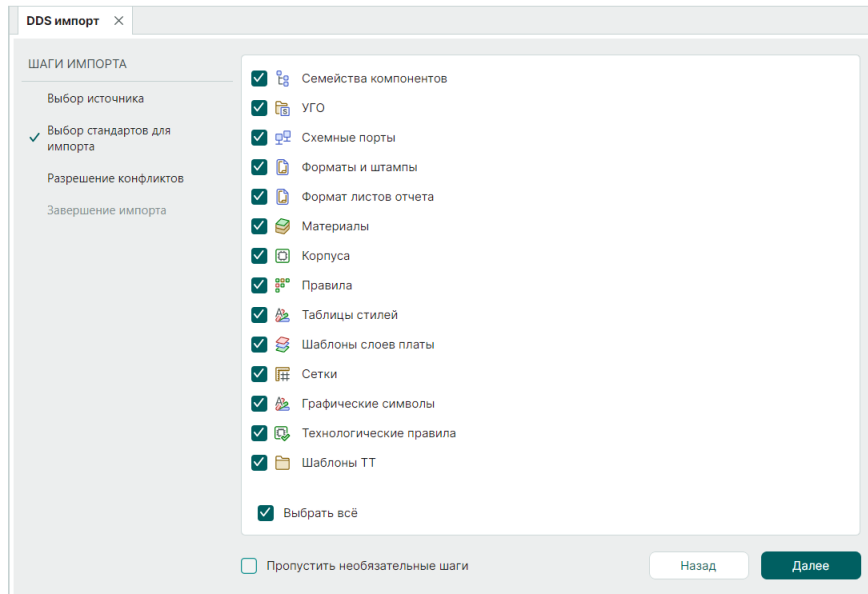 DDS импорт
ШАГИ ИМПОРТА
Выбор источника
Выбор стандартов для
импорта
Разрешение конфликтов
Завершение импорта
Семейства компонентов
УГО
Схемные порты
Форматы и штампы
Формат листов отчета
Материалы
Корпуса
Правила
Таблицы стилей
Шаблоны слоев платы
Сетки
Графические символы
Технологические правила
Шаблоны ТТ
Выбрать всё
Пропустить необязательные шаги
Назад
Далее